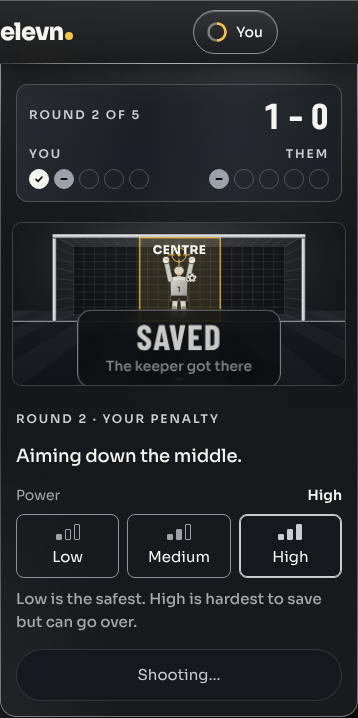 elevn.
You
ROUND 2 OF 5
1 - 0
YOU
THEM
CENTRE
1
SAVED
The keeper got there
ROUND 2 · YOUR PENALTY
Aiming down the middle.
Power
High
Low
Medium
High
Low is the safest. High is hardest to save
but can go over.
Shooting...